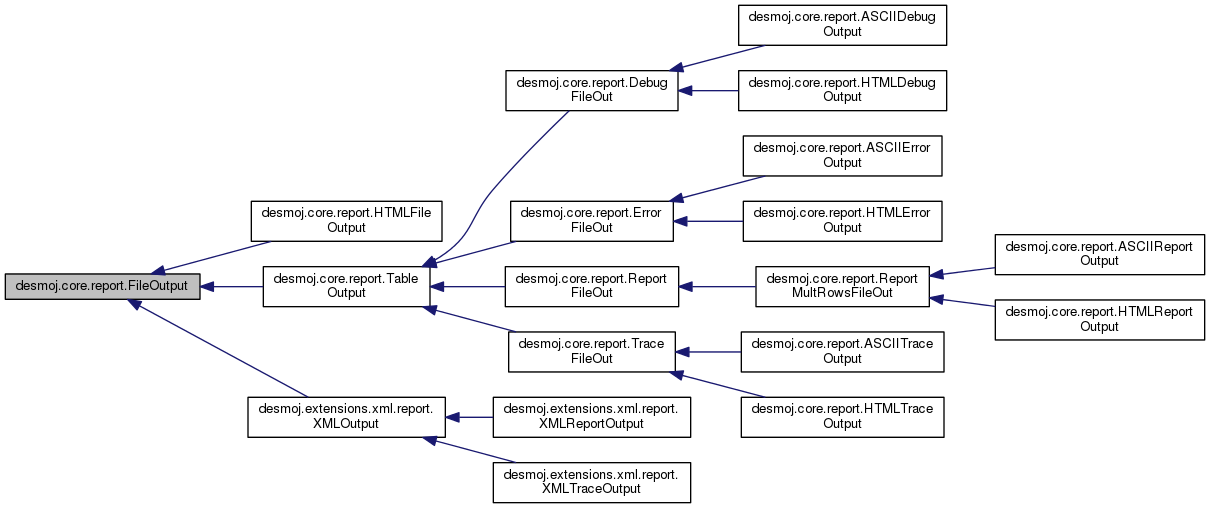 desmoj.core.report.ASCIIDebug
Output
desmoj.core.report.Debug
FileOut
desmoj.core.report.HTMLDebug
Output
desmoj.core.report.ASCIIError
Output
desmoj.core.report.HTMLFile
Output
desmoj.core.report.Error
FileOut
desmoj.core.report.HTMLError
Output
desmoj.core.report.ASCIIReport
Output
desmoj.core.report.FileOutput
desmoj.core.report.Table
Output
desmoj.core.report.Report
FileOut
desmoj.core.report.Report
MultRowsFileOut
desmoj.core.report.HTMLReport
Output
desmoj.core.report.Trace
FileOut
desmoj.core.report.ASCIITrace
Output
desmoj.extensions.xml.report.
XMLOutput
desmoj.extensions.xml.report.
XMLReportOutput
desmoj.core.report.HTMLTrace
Output
desmoj.extensions.xml.report.
XMLTraceOutput